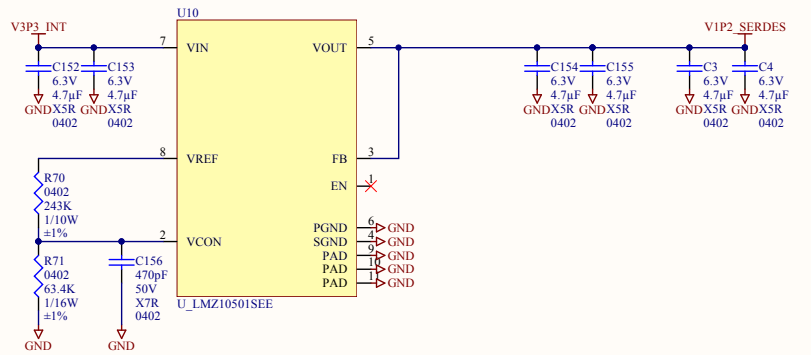 U10
V3P3_INT
V1P2_SERDES
7 VIN
VOUT 5
C152
6.3V
4.7µF
X5R
0402
GND
C153
6.3V
4.7µF
X5R
0402
GND
C154
6.3V
4.7µF
X5R
0402
GND
C155
6.3V
4.7µF
X5R
0402
GND
C3
6.3V
4.7µF
X5R
0402
GND
C4
6.3V
4.7µF
X5R
0402
GND
8 VREF
FB 3
EN 1
R70
0402
243K
1/10W
±1%
2 VCON
PGND 6 GND
SGND 4 GND
PAD 9 GND
PAD 10 GND
PAD 11 GND
R71
0402
63.4K
1/16W
±1%
GND
C156
470pF
50V
X7R
0402
GND
U_LMZ10501SEE